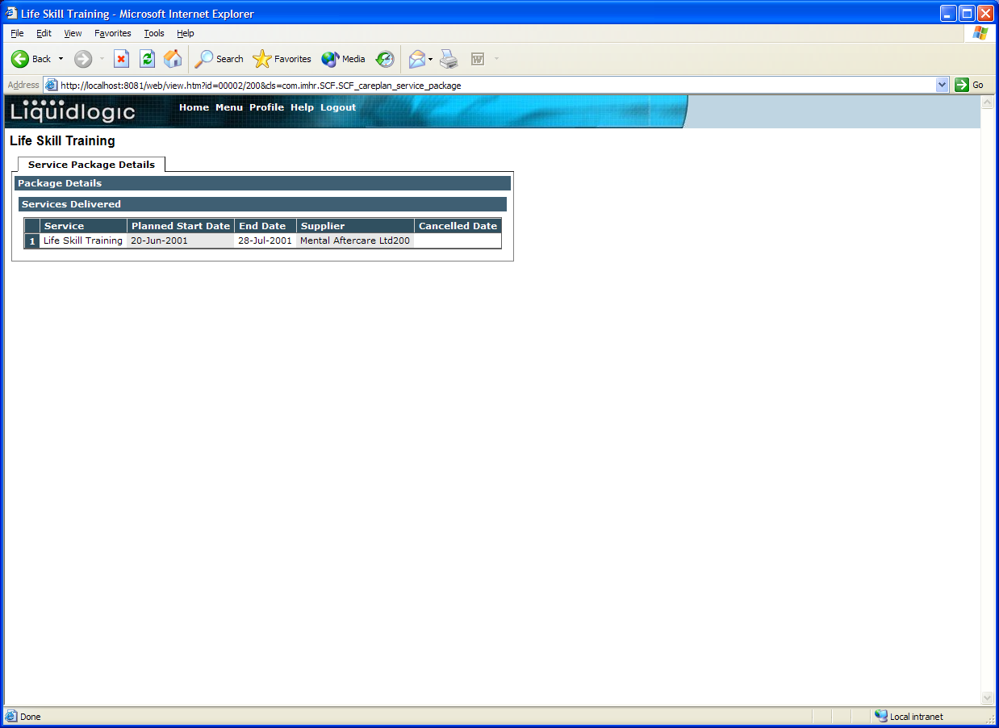 Life Skill Training - Microsoft Internet Explorer
File Edit View Favorites Tools Help
Back Search Favorites Media
Address http://localhost:8081/web/view.htm?id=00002/200&cls=com.imhr.SCF.SCF_careplan_service_package Go
Liquidlogic Home Menu Profile Help Logout
Life Skill Training
Service Package Details
Package Details
Services Delivered
Service Planned Start Date End Date Supplier Cancelled Date
1 Life Skill Training 20-Jun-2001 28-Jul-2001 Mental Aftercare Ltd200
Done Local intranet